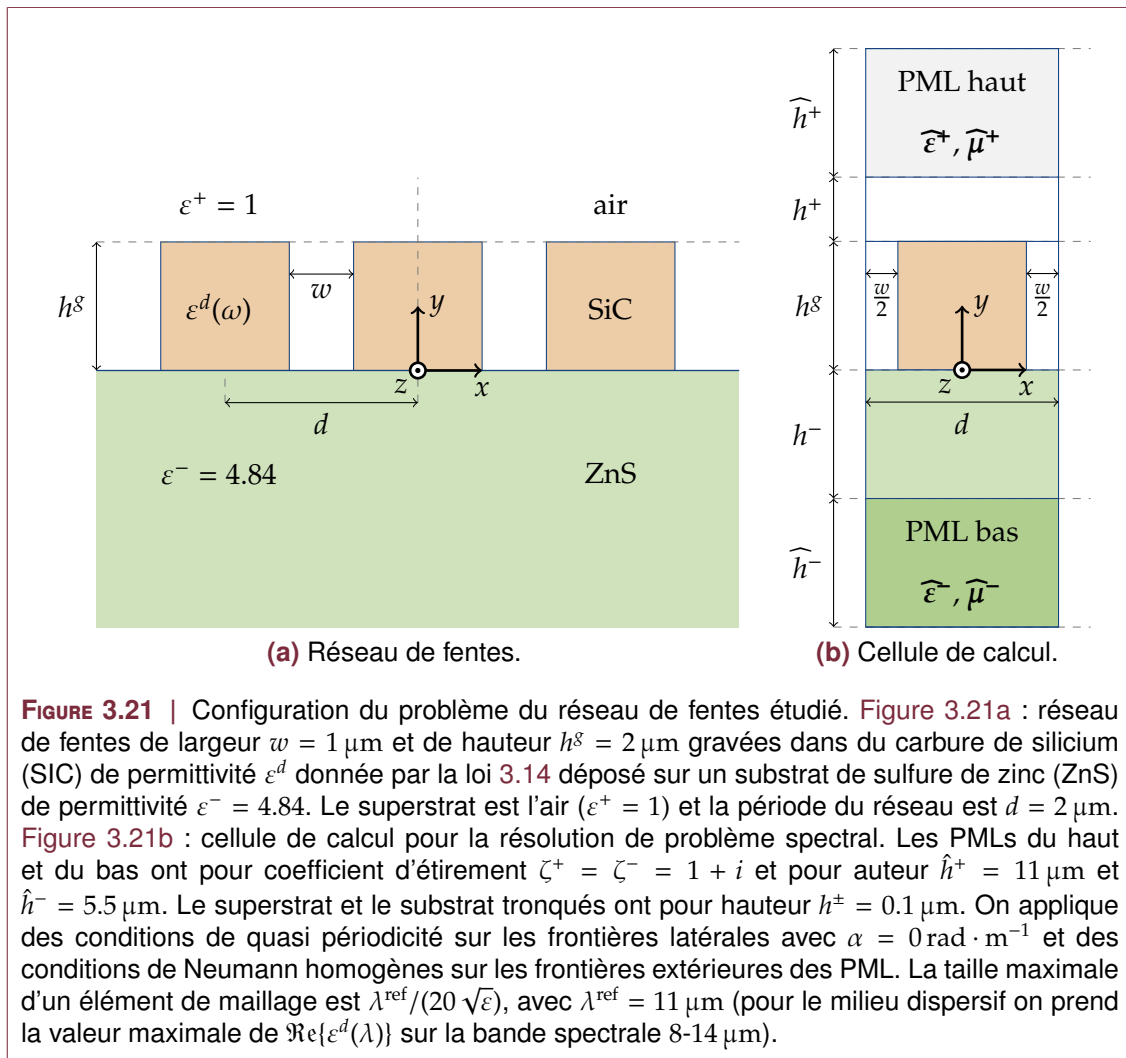 ε⁺ = 1
air
h^g
w
ε^d(ω)
y
SiC
z
x
d
ε⁻ = 4.84
ZnS
(a) Réseau de fentes.
PML haut
ĥ⁺
ε̂⁺, μ̂⁺
h⁺
h^g
w/2
w/2
y
z
x
h⁻
d
PML bas
ĥ⁻
ε̂⁻, μ̂⁻
(b) Cellule de calcul.
FIGURE 3.21 | Configuration du problème du réseau de fentes étudié. Figure 3.21a : réseau
de fentes de largeur w = 1 μm et de hauteur h^g = 2 μm gravées dans du carbure de silicium
(SIC) de permittivité ε^d donnée par la loi 3.14 déposé sur un substrat de sulfure de zinc (ZnS)
de permittivité ε⁻ = 4.84. Le superstrat est l'air (ε⁺ = 1) et la période du réseau est d = 2 μm.
Figure 3.21b : cellule de calcul pour la résolution de problème spectral. Les PMLs du haut
et du bas ont pour coefficient d'étirement ζ⁺ = ζ⁻ = 1 + i et pour auteur ĥ⁺ = 11 μm et
ĥ⁻ = 5.5 μm. Le superstrat et le substrat tronqués ont pour hauteur h^± = 0.1 μm. On applique
des conditions de quasi périodicité sur les frontières latérales avec α = 0 rad · m⁻¹ et des
conditions de Neumann homogènes sur les frontières extérieures des PML. La taille maximale
d'un élément de maillage est λ^ref/(20 √ε), avec λ^ref = 11 μm (pour le milieu dispersif on prend
la valeur maximale de ℜe{ε^d(λ)} sur la bande spectrale 8-14 μm).